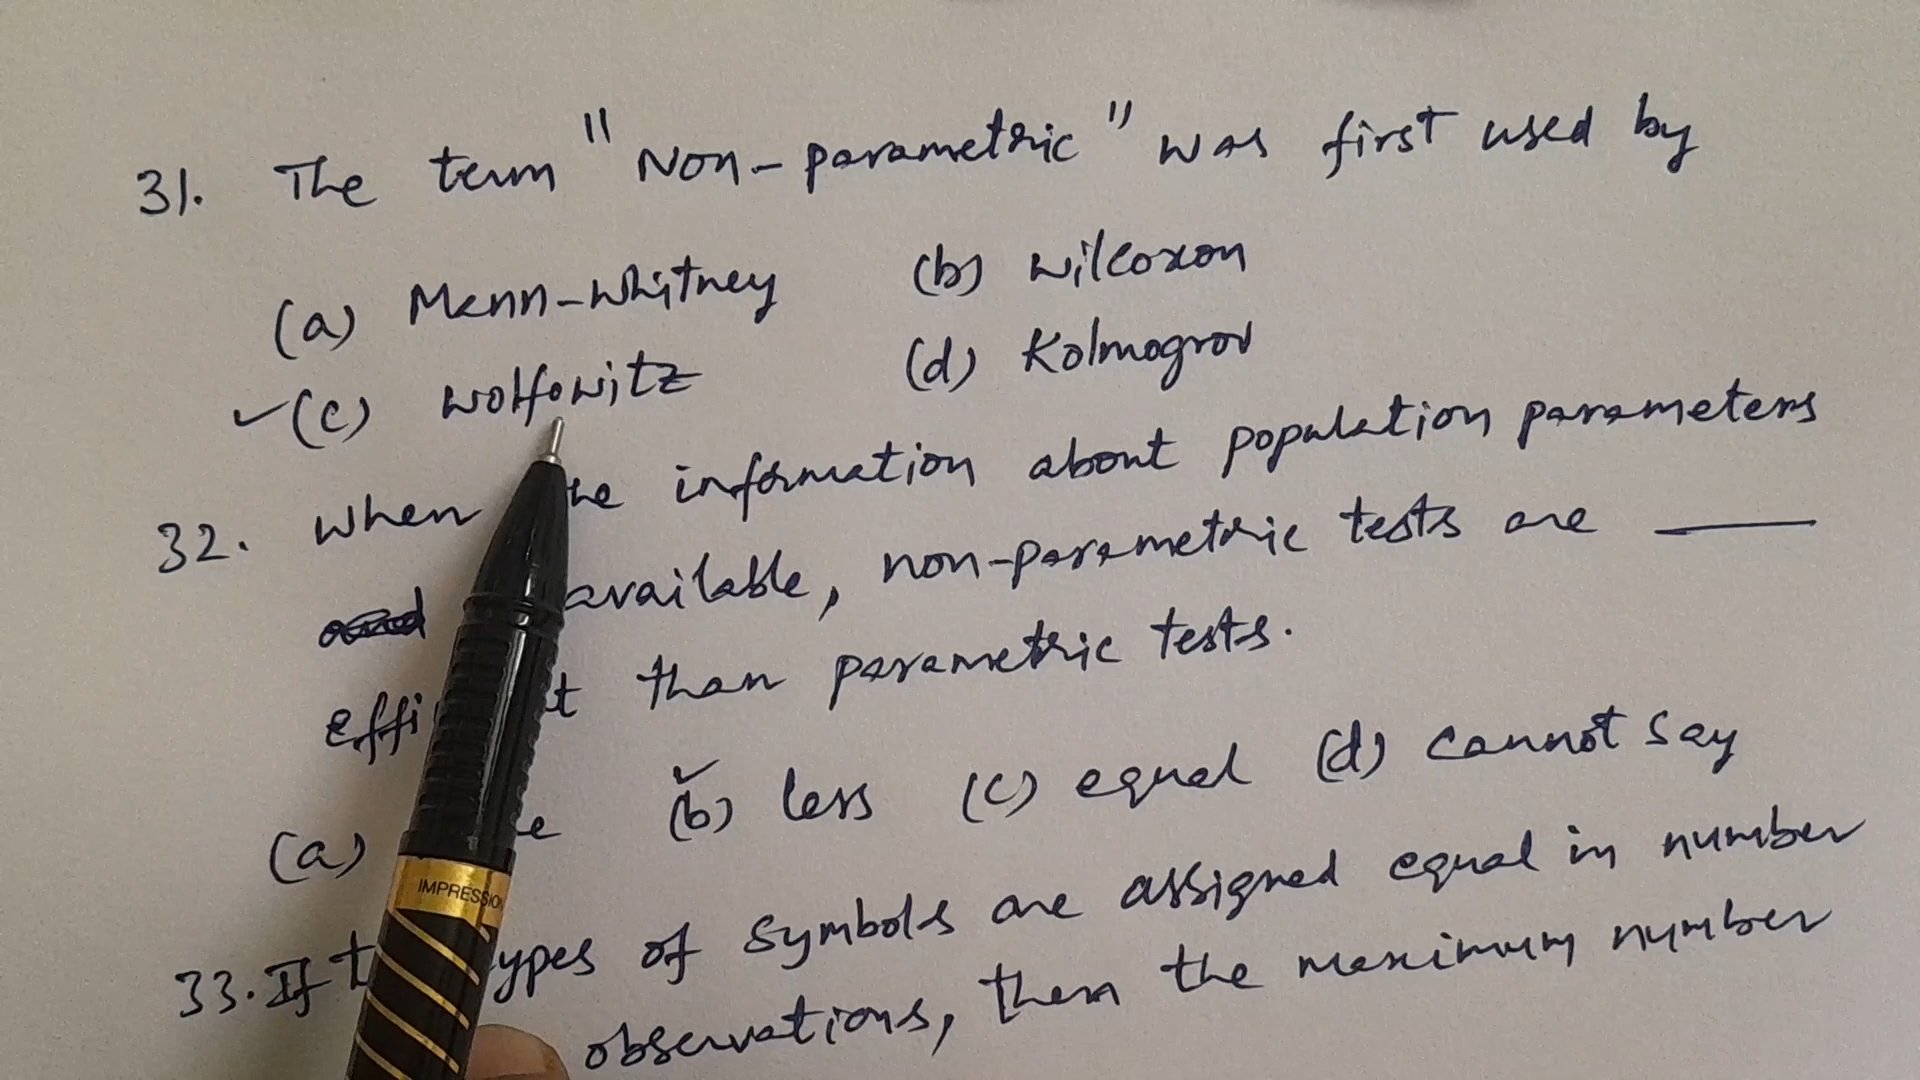 31. The term "Non-parametric" was first used by
(a) Mann-Whitney (b) Wilcoxon
✓(c) Wolfowitz (d) Kolmogrov
32. When the information about population parameters
available, non-parametric tests are ___
than parametric tests.
(a) (b) less (c) equal (d) cannot say
33. If types of symbols are assigned equal in number
observations, then the maximum number
IMPRESSION